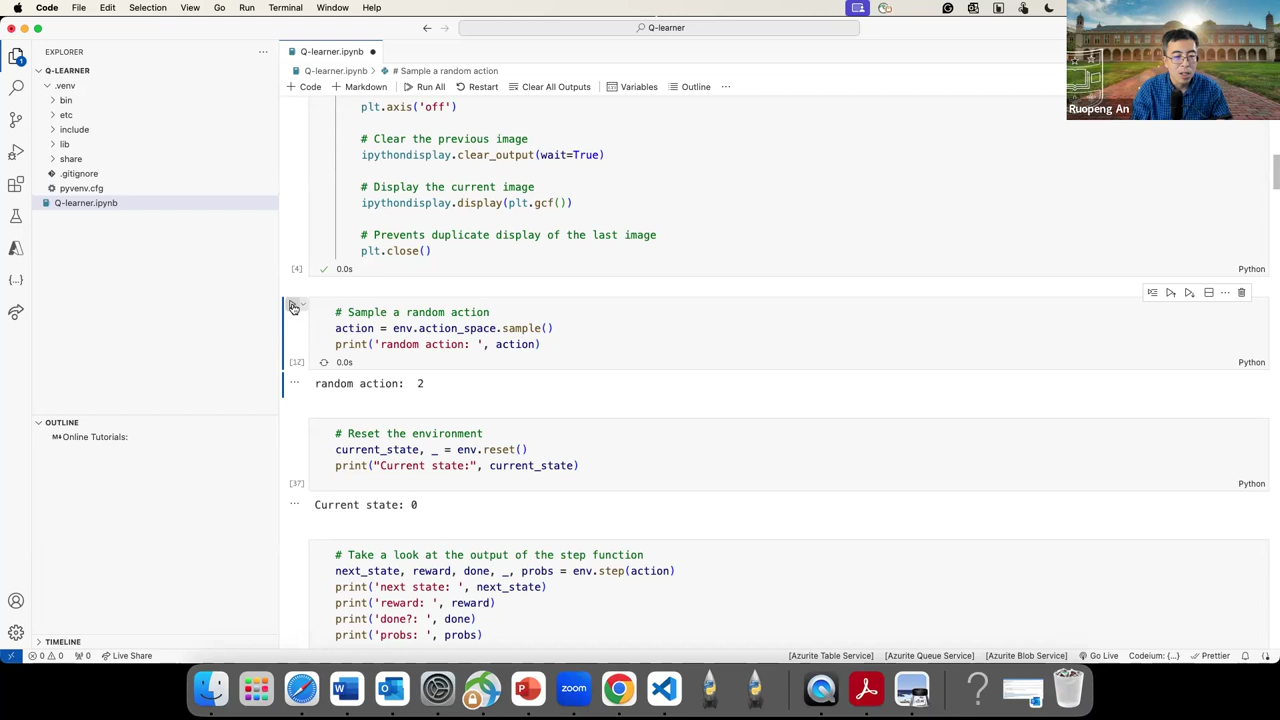 Code File Edit Selection View Go Run Terminal Window Help
Q-learner
EXPLORER
Q-LEARNER
.venv
bin
etc
include
lib
share
.gitignore
pyvenv.cfg
Q-learner.ipynb
OUTLINE
Online Tutorials:
TIMELINE
Q-learner.ipynb
Q-learner.ipynb > # Sample a random action
+ Code + Markdown Run All Restart Clear All Outputs Variables Outline ...
plt.axis('off')
# Clear the previous image
ipythondisplay.clear_output(wait=True)
# Display the current image
ipythondisplay.display(plt.gcf())
# Prevents duplicate display of the last image
plt.close()
[4] 0.0s Python
# Sample a random action
action = env.action_space.sample()
print('random action: ', action)
[12] 0.0s Python
random action:  2
# Reset the environment
current_state, _ = env.reset()
print("Current state:", current_state)
[37] Python
Current state: 0
# Take a look at the output of the step function
next_state, reward, done, _, probs = env.step(action)
print('next state: ', next_state)
print('reward: ', reward)
print('done?: ', done)
print('probs: ', probs)
Ruopeng An
0 0 0 Live Share [Azurite Table Service] [Azurite Queue Service] [Azurite Blob Service] Go Live Codeium: {...} Prettier
zoom